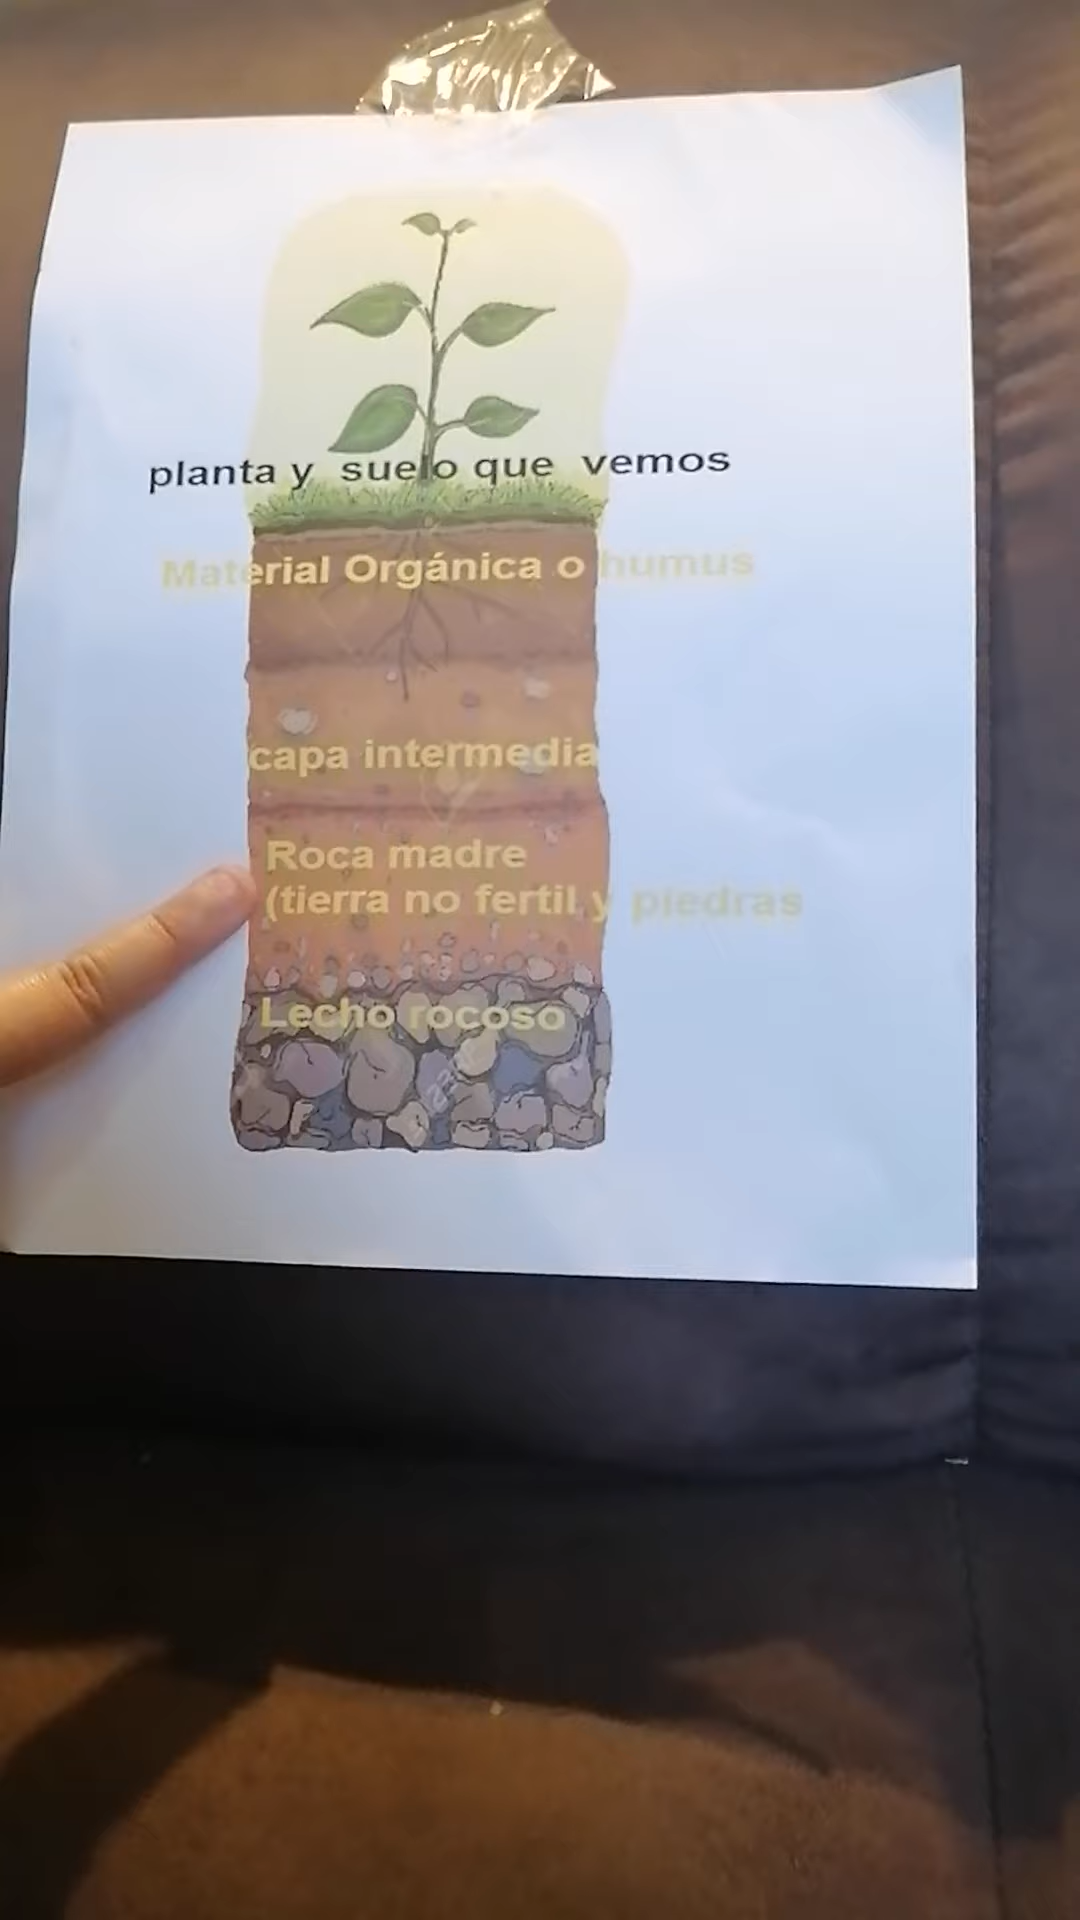 planta y suelo que vemos
Material Orgánica o humus
capa intermedia
Roca madre
(tierra no fertil y piedras
Lecho rocoso